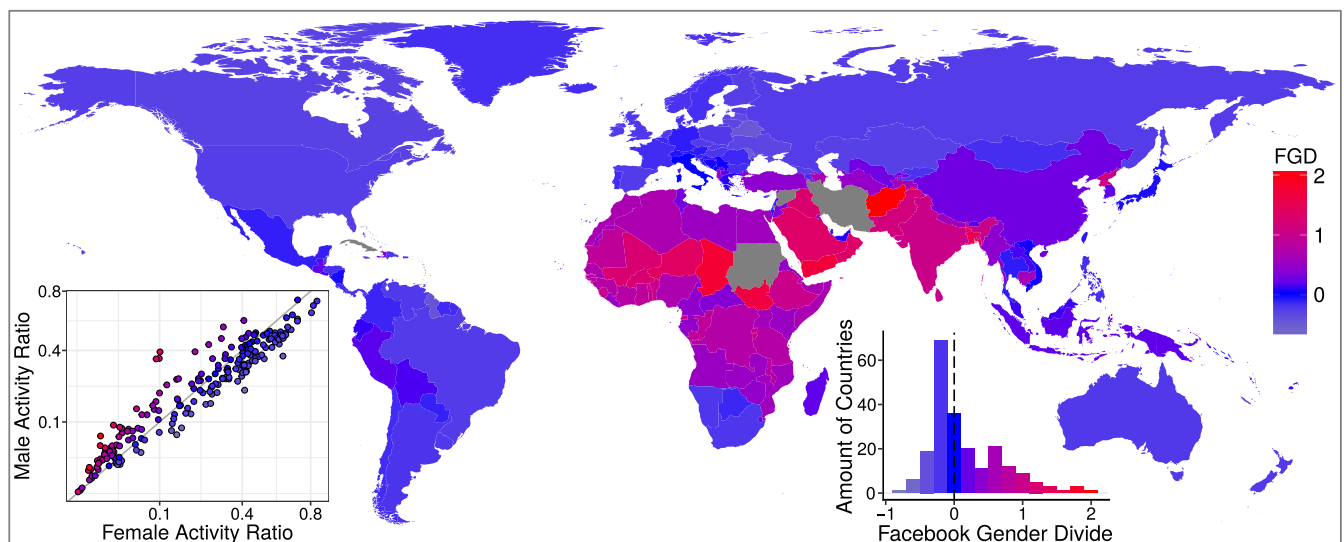 FGD
2
1
0
0.8
0.4
0.1
Male Activity Ratio
0.1 0.4 0.8
Female Activity Ratio
Amount of Countries
60
40
20
0
−1 0 1 2
Facebook Gender Divide